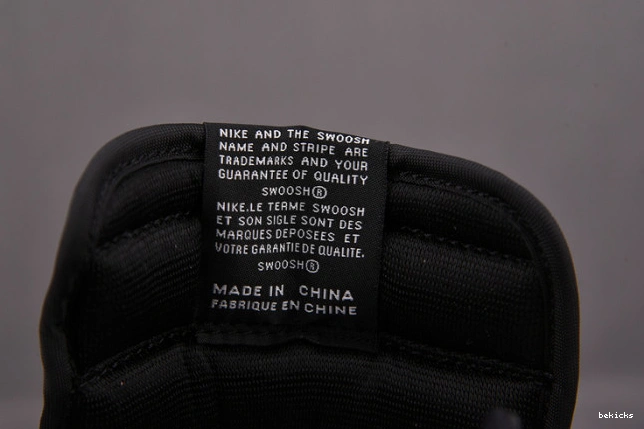 NIKE AND THE SWOOSH
NAME AND STRIPE ARE
TRADEMARKS AND YOUR
GUARANTEE OF QUALITY
SWOOSH®
NIKE.LE TERME SWOOSH
ET SON SIGLE SONT DES
MARQUES DEPOSEES ET
VOTRE GARANTIE DE QUALITE.
SWOOSH®
MADE IN CHINA
FABRIQUE EN CHINE
bekicks